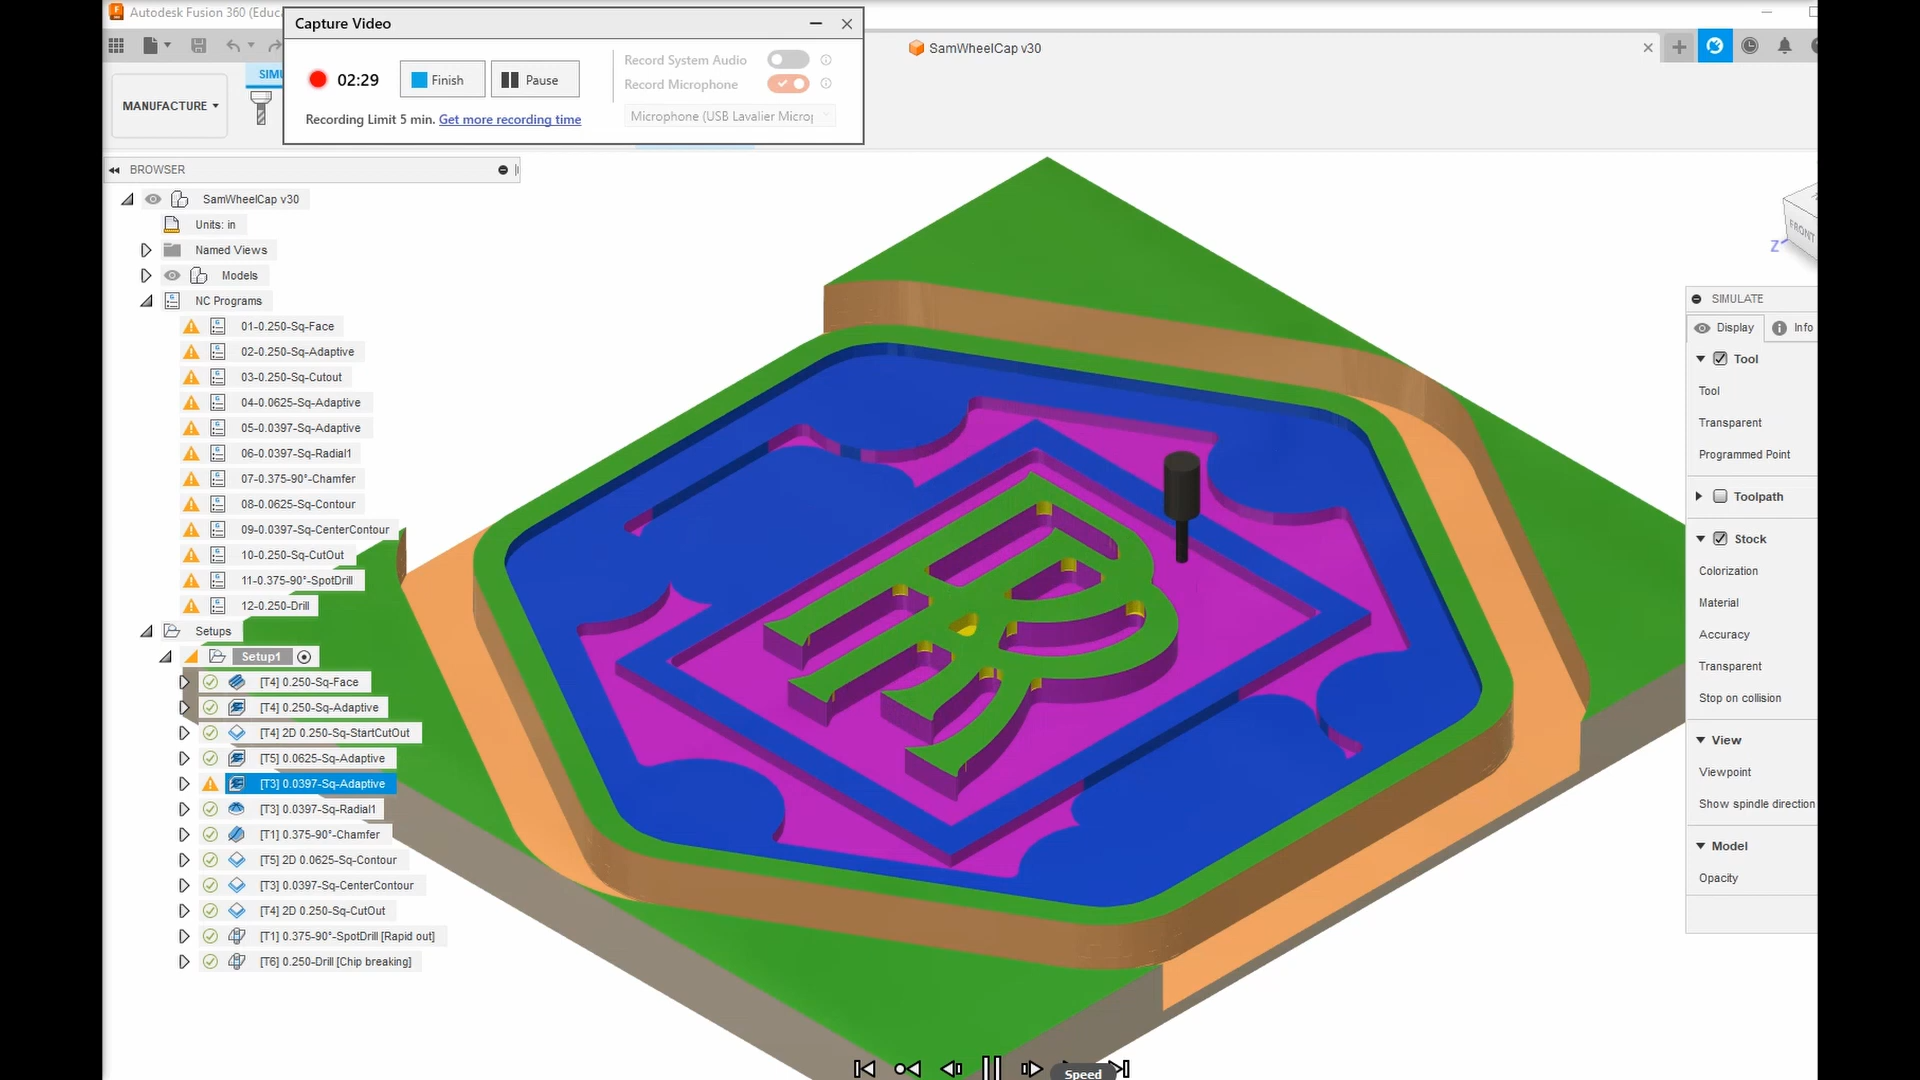 Autodesk Fusion 360 (Educ
Capture Video
02:29
Finish
Pause
Record System Audio
Record Microphone
Microphone (USB Lavalier Microp
Recording Limit 5 min. Get more recording time
SamWheelCap v30
MANUFACTURE
SIMU
BROWSER
SamWheelCap v30
Units: in
Named Views
Models
NC Programs
01-0.250-Sq-Face
02-0.250-Sq-Adaptive
03-0.250-Sq-Cutout
04-0.0625-Sq-Adaptive
05-0.0397-Sq-Adaptive
06-0.0397-Sq-Radial1
07-0.375-90°-Chamfer
08-0.0625-Sq-Contour
09-0.0397-Sq-CenterContour
10-0.250-Sq-CutOut
11-0.375-90°-SpotDrill
12-0.250-Drill
Setups
Setup1
[T4] 0.250-Sq-Face
[T4] 0.250-Sq-Adaptive
[T4] 2D 0.250-Sq-StartCutOut
[T5] 0.0625-Sq-Adaptive
[T3] 0.0397-Sq-Adaptive
[T3] 0.0397-Sq-Radial1
[T1] 0.375-90°-Chamfer
[T5] 2D 0.0625-Sq-Contour
[T3] 0.0397-Sq-CenterContour
[T4] 2D 0.250-Sq-CutOut
[T1] 0.375-90°-SpotDrill [Rapid out]
[T6] 0.250-Drill [Chip breaking]
FRONT
Z
SIMULATE
Display
Info
Tool
Tool
Transparent
Programmed Point
Toolpath
Stock
Colorization
Material
Accuracy
Transparent
Stop on collision
View
Viewpoint
Show spindle direction
Model
Opacity
Speed